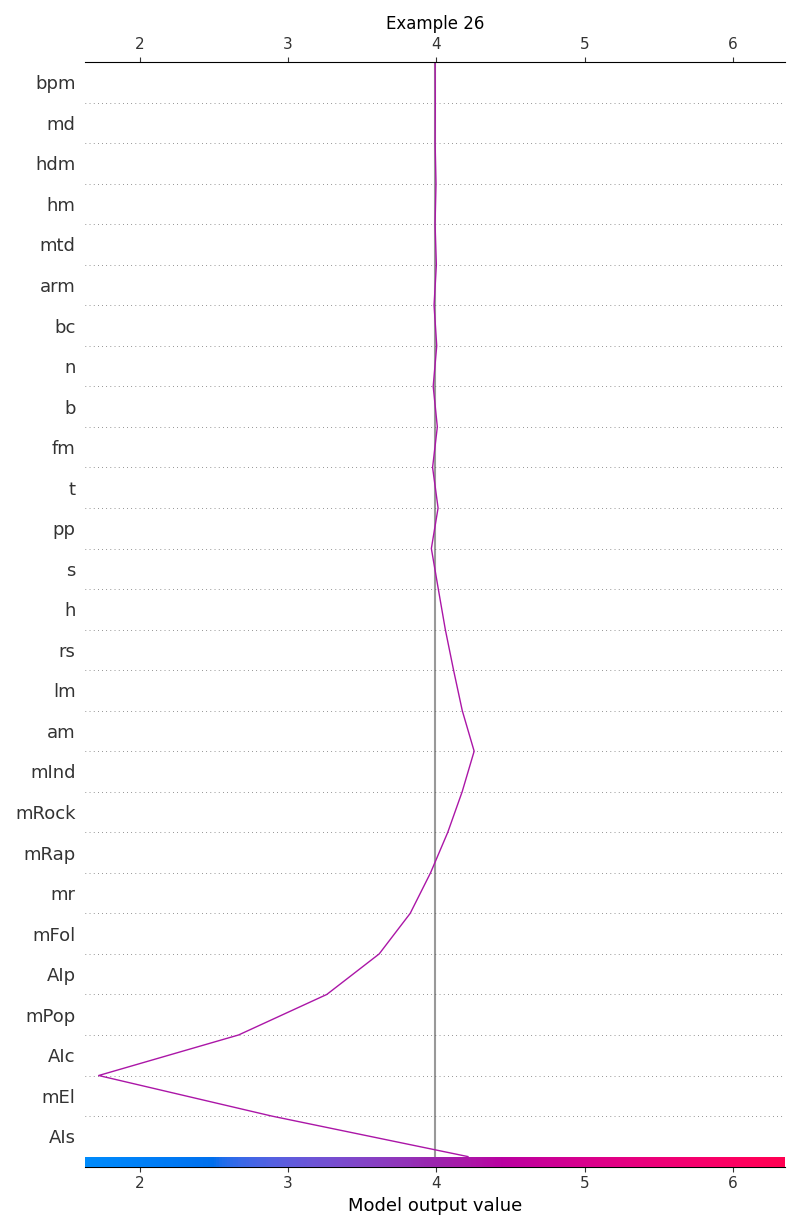 Example 26
2 3 4 5 6
bpm
md
hdm
hm
mtd
arm
bc
n
b
fm
t
pp
s
h
rs
lm
am
mInd
mRock
mRap
mr
mFol
AIp
mPop
AIc
mEl
AIs
2 3 4 5 6
Model output value